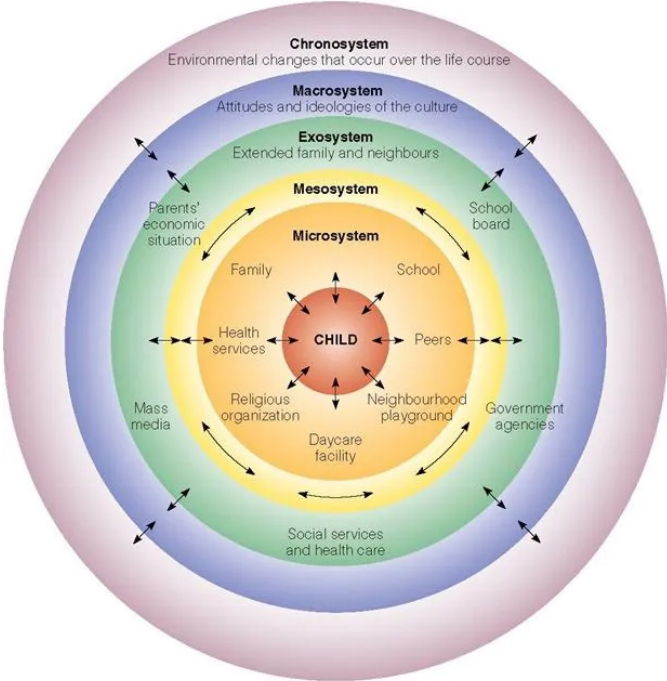 Chronosystem
Environmental changes that occur over the life course
Macrosystem
Attitudes and ideologies of the culture
Exosystem
Extended family and neighbours
Mesosystem
Parents'
economic
situation
School
board
Microsystem
Family
School
Health
services
CHILD
Peers
Religious
organization
Neighbourhood
playground
Mass
media
Government
agencies
Daycare
facility
Social services
and health care